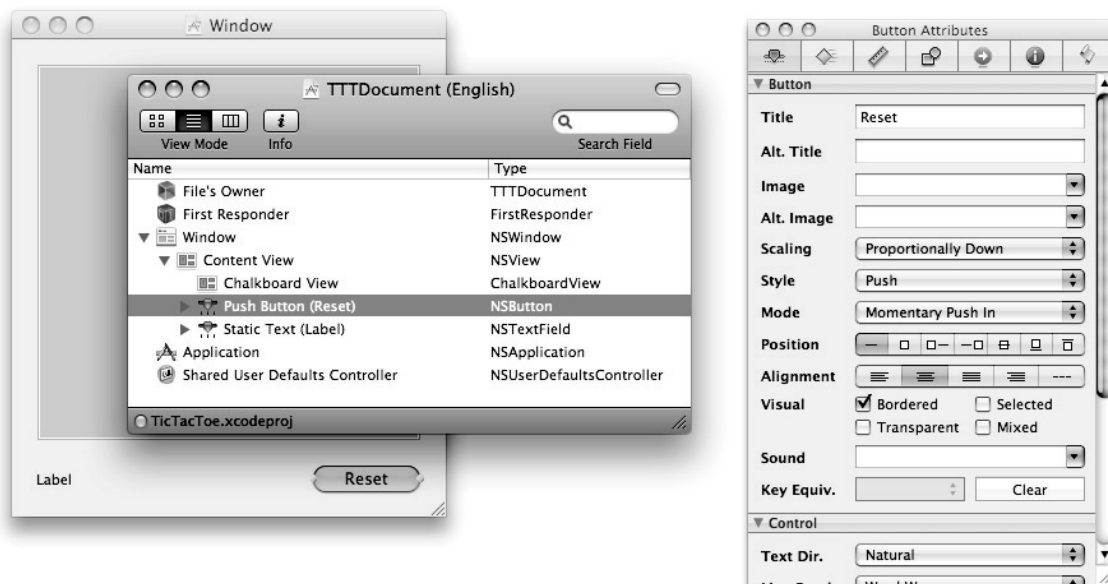 Window
TTTDocument (English)
View Mode
Info
Search Field
Name Type
File's Owner TTTDocument
First Responder FirstResponder
Window NSWindow
Content View NSView
Chalkboard View ChalkboardView
Push Button (Reset) NSButton
Static Text (Label) NSTextField
Application NSApplication
Shared User Defaults Controller NSUserDefaultsController
TicTacToe.xcodeproj
Label
Reset
Button Attributes
Button
Title Reset
Alt. Title
Image
Alt. Image
Scaling Proportionally Down
Style Push
Mode Momentary Push In
Position
Alignment
Visual Bordered Selected
Transparent Mixed
Sound
Key Equiv. Clear
Control
Text Dir. Natural